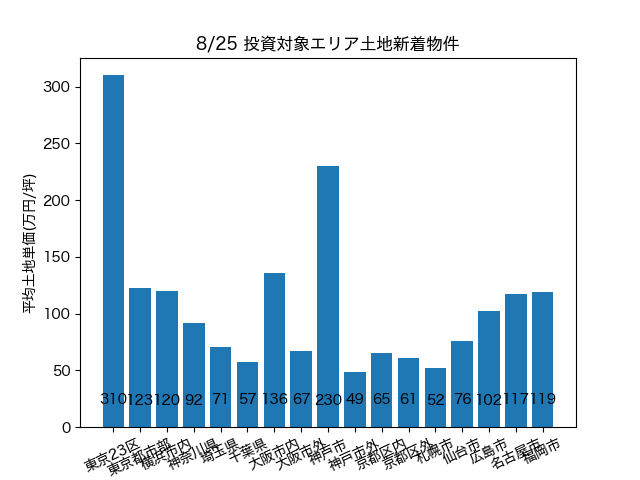 8/25 投資対象エリア土地新着物件
平均土地単価(万円/坪)
300
250
200
150
100
50
0
310 123 120 92 71 57 136 67 230 49 65 61 52 76 102 117 119
東京23区
東京都市部
横浜市内
神奈川県
埼玉県
千葉県
大阪市内
大阪市外
神戸市
神戸市外
京都区内
京都区外
札幌市
仙台市
広島市
名古屋市
福岡市